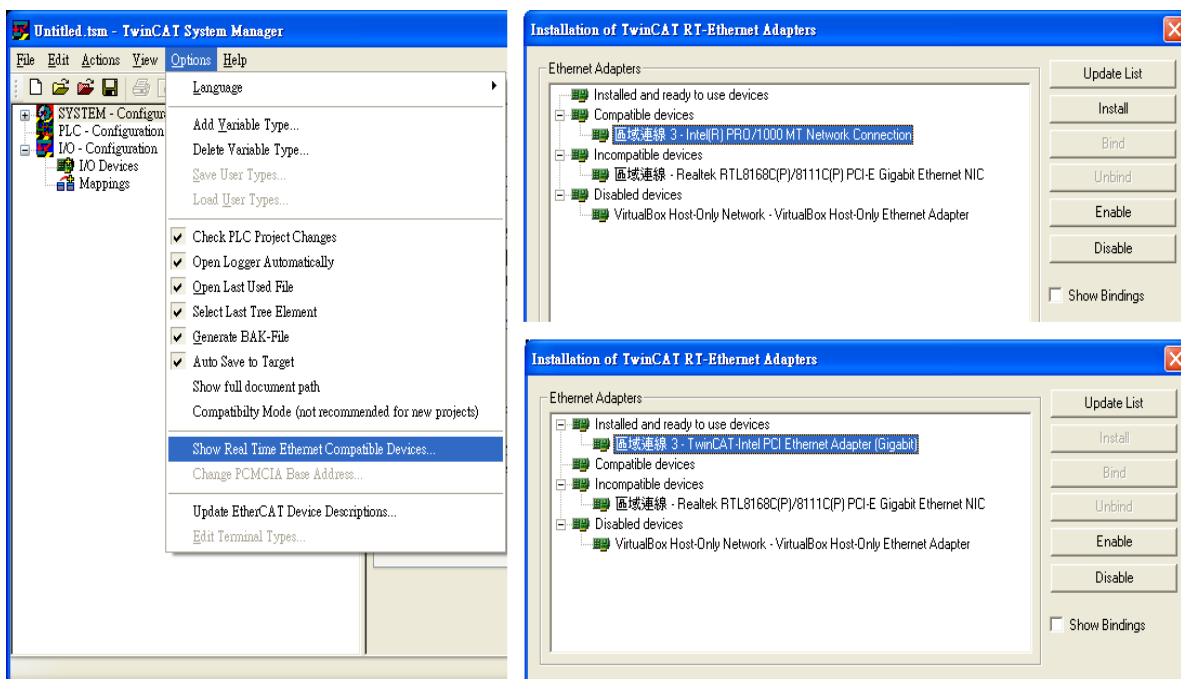 Untitled.tsm - TwinCAT System Manager
File Edit Actions View Options Help
SYSTEM - Configur
PLC - Configuration
I/O - Configuration
I/O Devices
Mappings
Language
Add Variable Type...
Delete Variable Type...
Save User Types...
Load User Types...
Check PLC Project Changes
Open Logger Automatically
Open Last Used File
Select Last Tree Element
Generate BAK-File
Auto Save to Target
Show full document path
Compatibilty Mode (not recommended for new projects)
Show Real Time Ethernet Compatible Devices...
Change PCMCIA Base Address...
Update EtherCAT Device Descriptions...
Edit Terminal Types...
Installation of TwinCAT RT-Ethernet Adapters
Ethernet Adapters
Installed and ready to use devices
Compatible devices
區域連線 3 - Intel(R) PRO/1000 MT Network Connection
Incompatible devices
區域連線 - Realtek RTL8168C(P)/8111C(P) PCI-E Gigabit Ethernet NIC
Disabled devices
VirtualBox Host-Only Network - VirtualBox Host-Only Ethernet Adapter
Update List
Install
Bind
Unbind
Enable
Disable
Show Bindings
Installation of TwinCAT RT-Ethernet Adapters
Ethernet Adapters
Installed and ready to use devices
區域連線 3 - TwinCAT-Intel PCI Ethernet Adapter (Gigabit)
Compatible devices
Incompatible devices
區域連線 - Realtek RTL8168C(P)/8111C(P) PCI-E Gigabit Ethernet NIC
Disabled devices
VirtualBox Host-Only Network - VirtualBox Host-Only Ethernet Adapter
Update List
Install
Bind
Unbind
Enable
Disable
Show Bindings